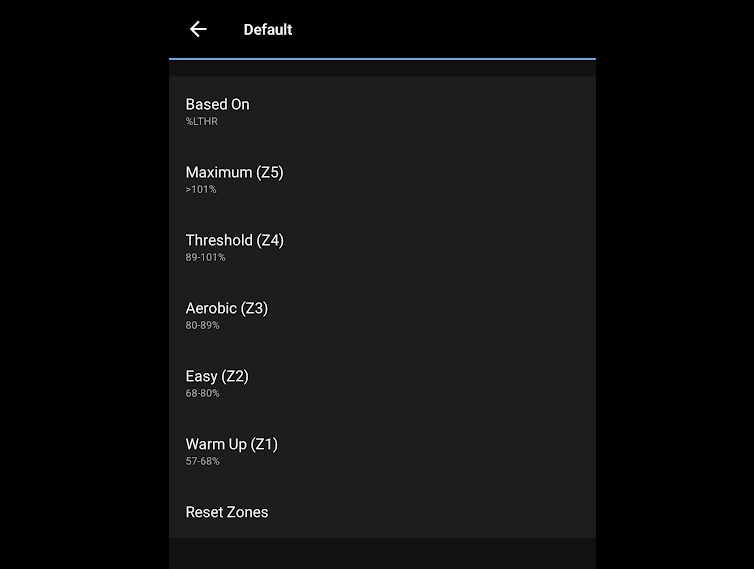 Default
Based On
%LTHR
Maximum (Z5)
>101%
Threshold (Z4)
89-101%
Aerobic (Z3)
80-89%
Easy (Z2)
68-80%
Warm Up (Z1)
57-68%
Reset Zones